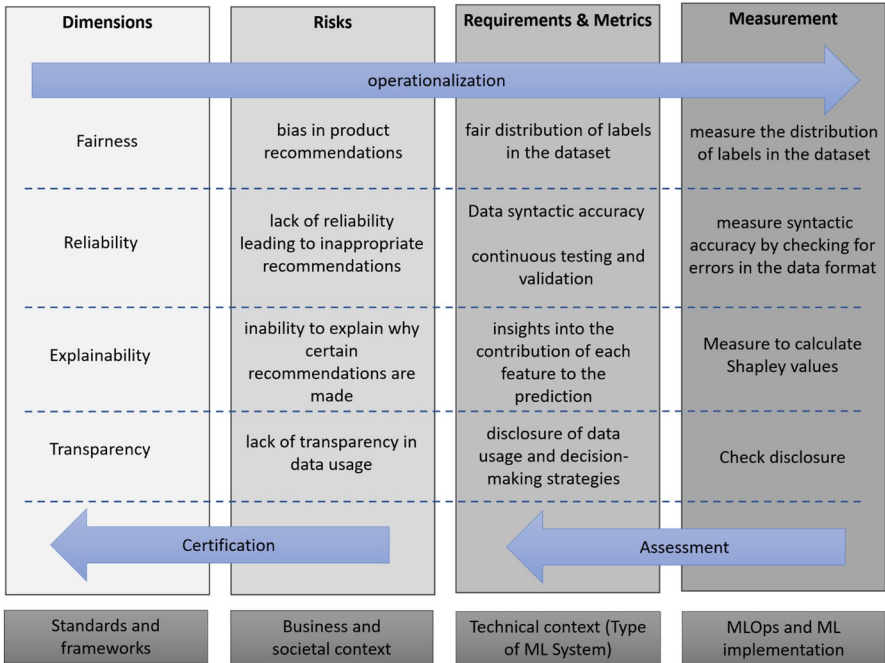 Dimensions
Risks
Requirements & Metrics
Measurement
operationalization
Fairness
bias in product
recommendations
fair distribution of labels
in the dataset
measure the distribution
of labels in the dataset
Reliability
lack of reliability
leading to inappropriate
recommendations
Data syntactic accuracy
continuous testing and
validation
measure syntactic
accuracy by checking for
errors in the data format
Explainability
inability to explain why
certain
recommendations are
made
insights into the
contribution of each
feature to the
prediction
Measure to calculate
Shapley values
Transparency
lack of transparency in
data usage
disclosure of data
usage and decision-
making strategies
Check disclosure
Certification
Assessment
Standards and
frameworks
Business and
societal context
Technical context (Type
of ML System)
MLOps and ML
implementation